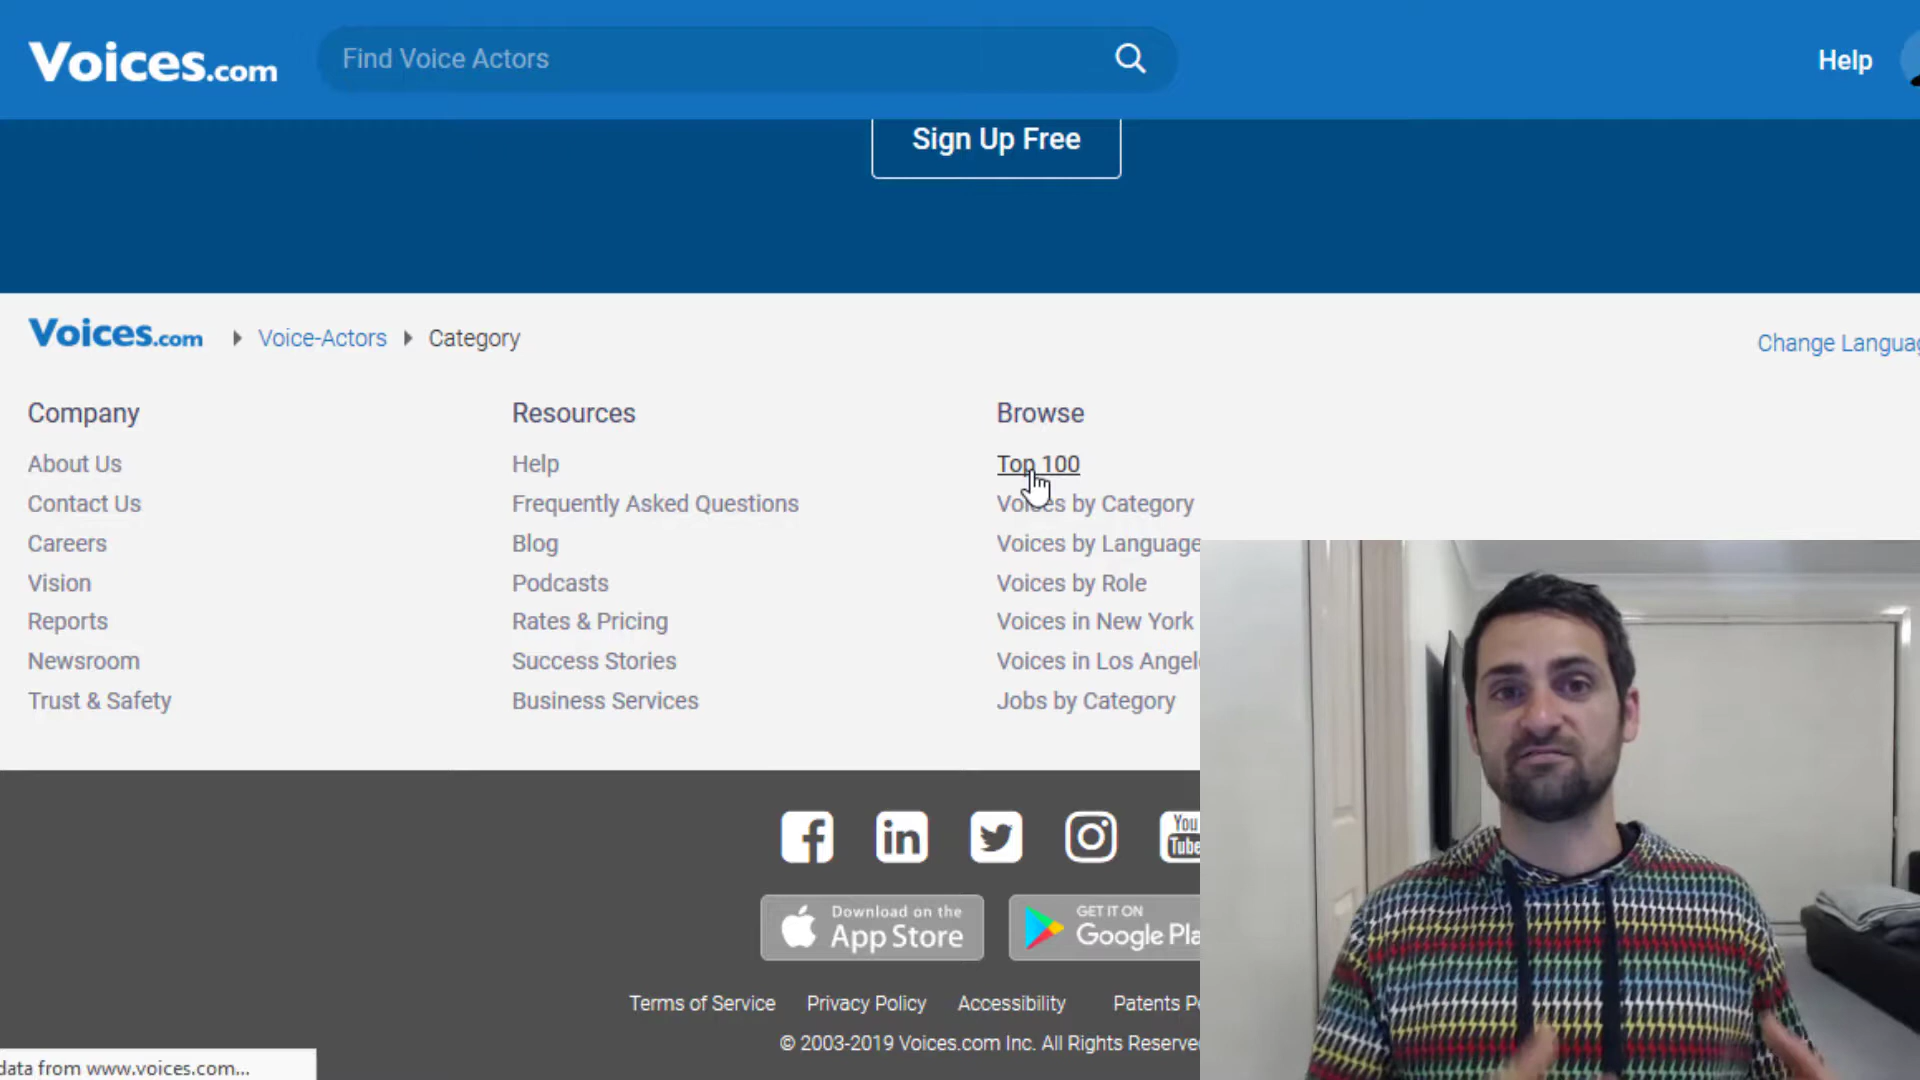 Voices.com
Find Voice Actors
Help
Sign Up Free
Voices.com Voice-Actors Category
Change Languag
Company
About Us
Contact Us
Careers
Vision
Reports
Newsroom
Trust & Safety
Resources
Help
Frequently Asked Questions
Blog
Podcasts
Rates & Pricing
Success Stories
Business Services
Browse
Top 100
Voices by Category
Voices by Language
Voices by Role
Voices in New York
Voices in Los Angel
Jobs by Category
You
Tube
Download on the
App Store
GET IT ON
Google Pla
Terms of Service Privacy Policy Accessibility Patents P
© 2003-2019 Voices.com Inc. All Rights Reserve
data from www.voices.com...